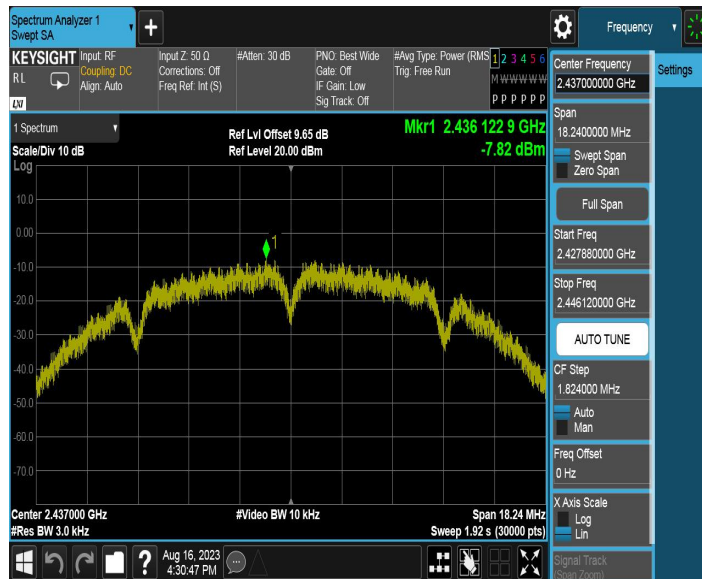 Spectrum Analyzer 1
Swept SA
Frequency
KEYSIGHT
RL
LXI
Input: RF
Coupling: DC
Align: Auto
Input Z: 50 Ω
Corrections: Off
Freq Ref: Int (S)
#Atten: 30 dB
PNO: Best Wide
Gate: Off
IF Gain: Low
Sig Track: Off
#Avg Type: Power (RMS
Trig: Free Run
1 2 3 4 5 6
M W W W W W
P P P P P P
Center Frequency
2.437000000 GHz
Settings
Span
18.2400000 MHz
Swept Span
Zero Span
Full Span
Start Freq
2.427880000 GHz
Stop Freq
2.446120000 GHz
AUTO TUNE
CF Step
1.824000 MHz
Auto
Man
Freq Offset
0 Hz
X Axis Scale
Log
Lin
Signal Track
(Span Zoom)
1 Spectrum
Scale/Div 10 dB
Log
Ref Lvl Offset 9.65 dB
Ref Level 20.00 dBm
Mkr1 2.436 122 9 GHz
-7.82 dBm
10.0
0.00
1
-10.0
-20.0
-30.0
-40.0
-50.0
-60.0
-70.0
Center 2.437000 GHz
#Video BW 10 kHz
Span 18.24 MHz
#Res BW 3.0 kHz
Sweep 1.92 s (30000 pts)
?
Aug 16, 2023
4:30:47 PM